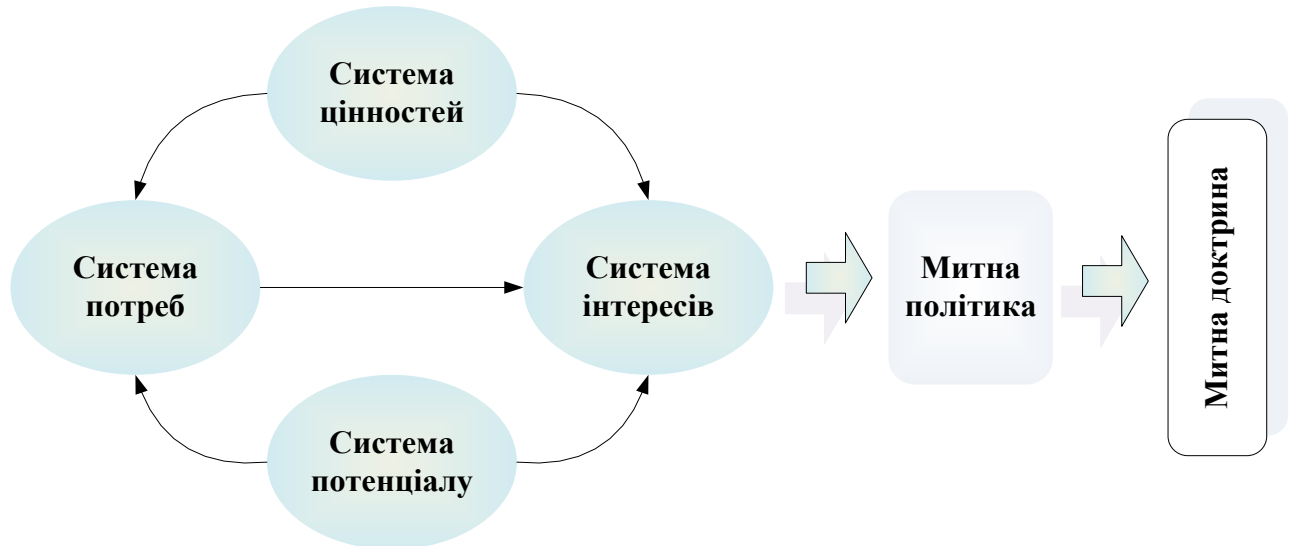 Система
цінностей
Система
потреб
Система
інтересів
Митна
політика
Митна доктрина
Система
потенціалу